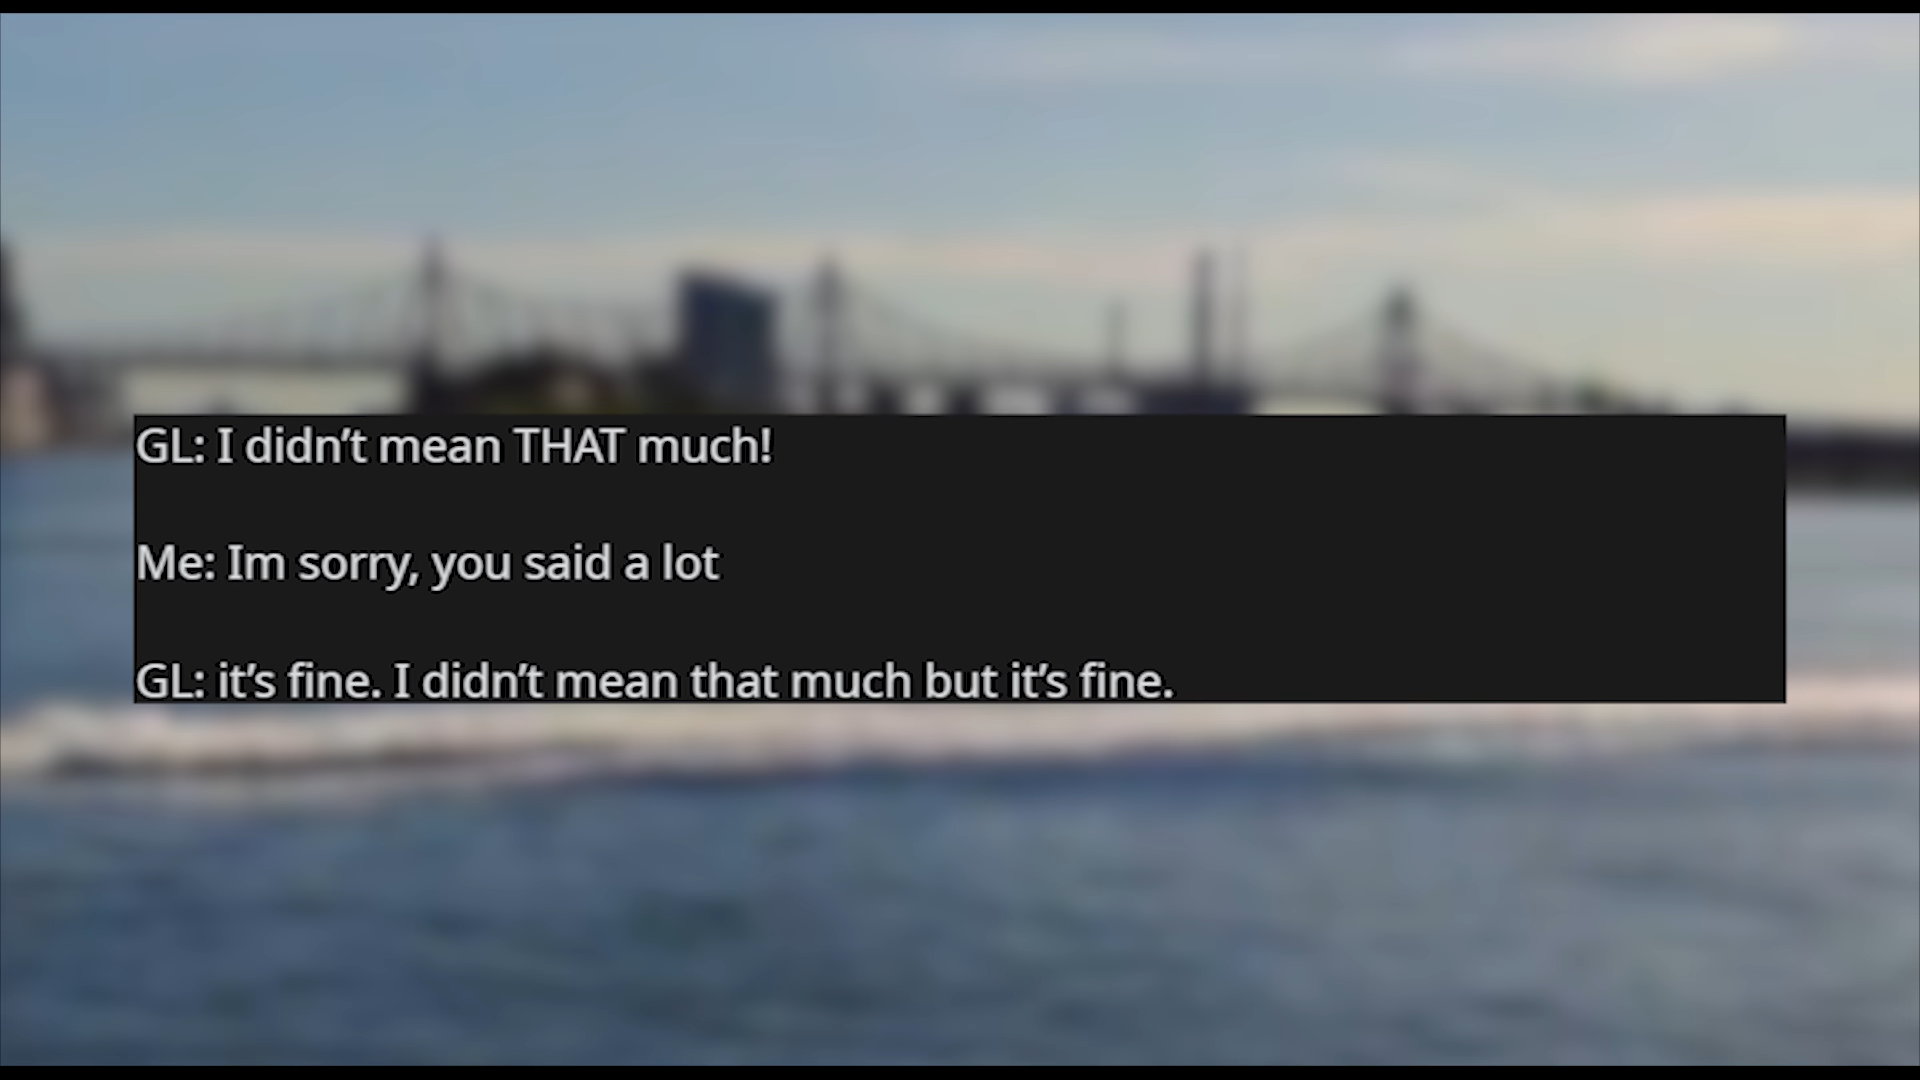 GL: I didn’t mean THAT much!
Me: Im sorry, you said a lot
GL: it’s fine. I didn’t mean that much but it’s fine.